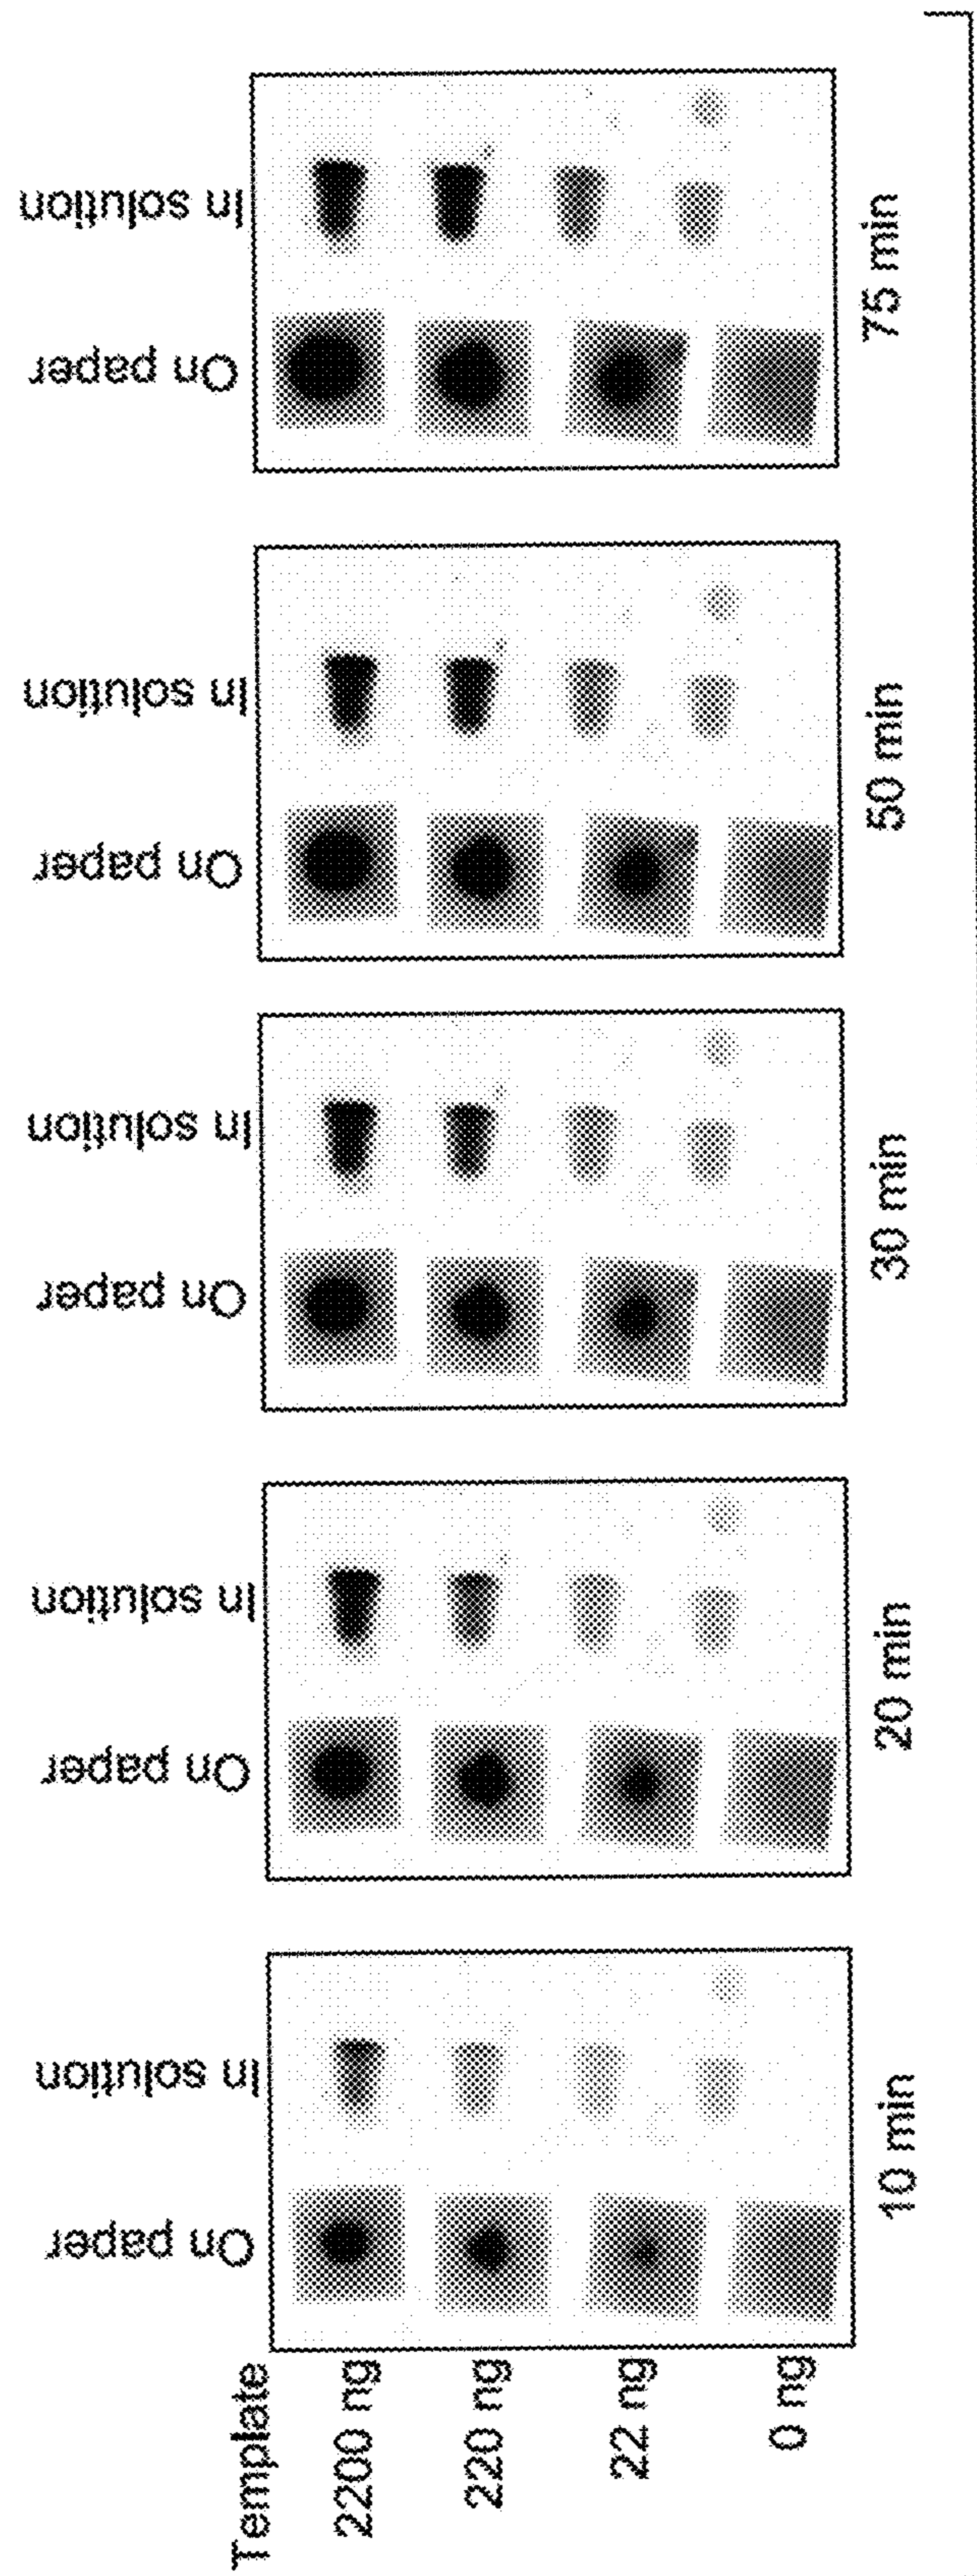 On paper In solution On paper In solution On paper In solution On paper In solution On paper In solution
Template
2200 ng
220 ng
22 ng
0 ng
10 min 20 min 30 min 50 min 75 min